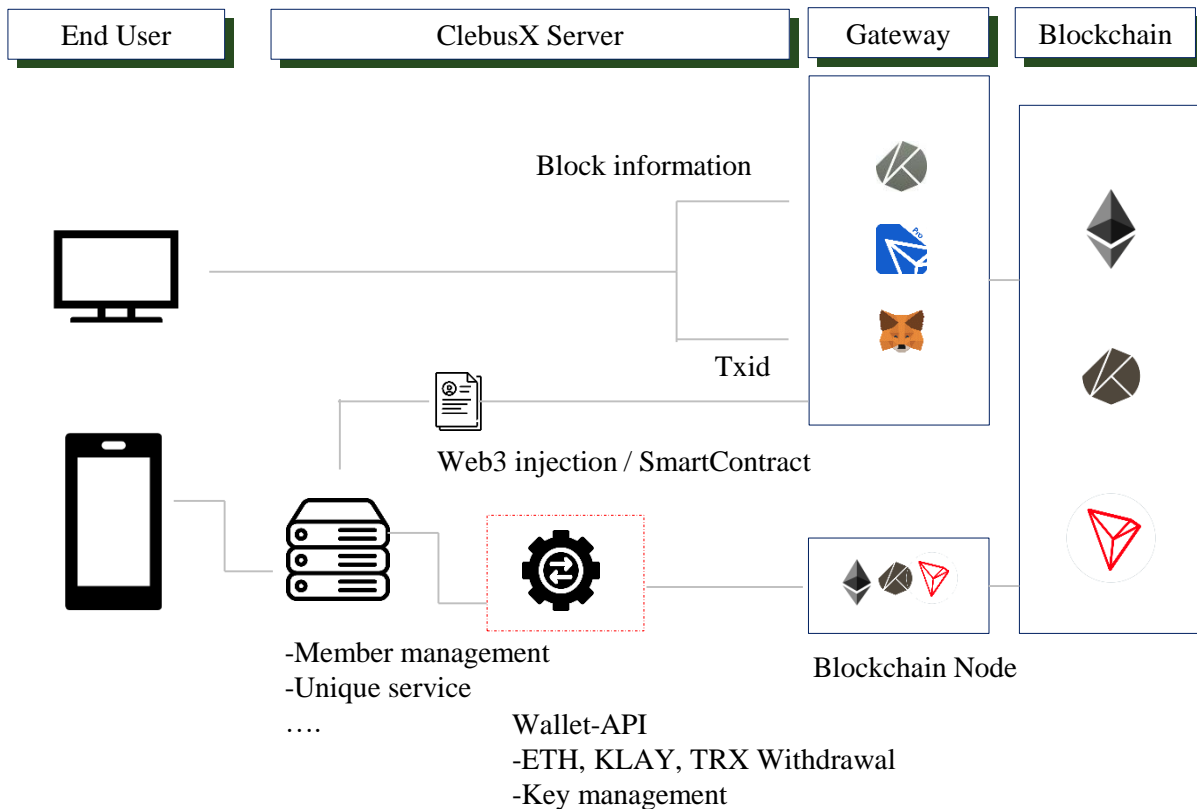 End User
ClebusX Server
Gateway
Blockchain
Block information
Pro
Txid
Web3 injection / SmartContract
-Member management
-Unique service
….
Blockchain Node
Wallet-API
-ETH, KLAY, TRX Withdrawal
-Key management